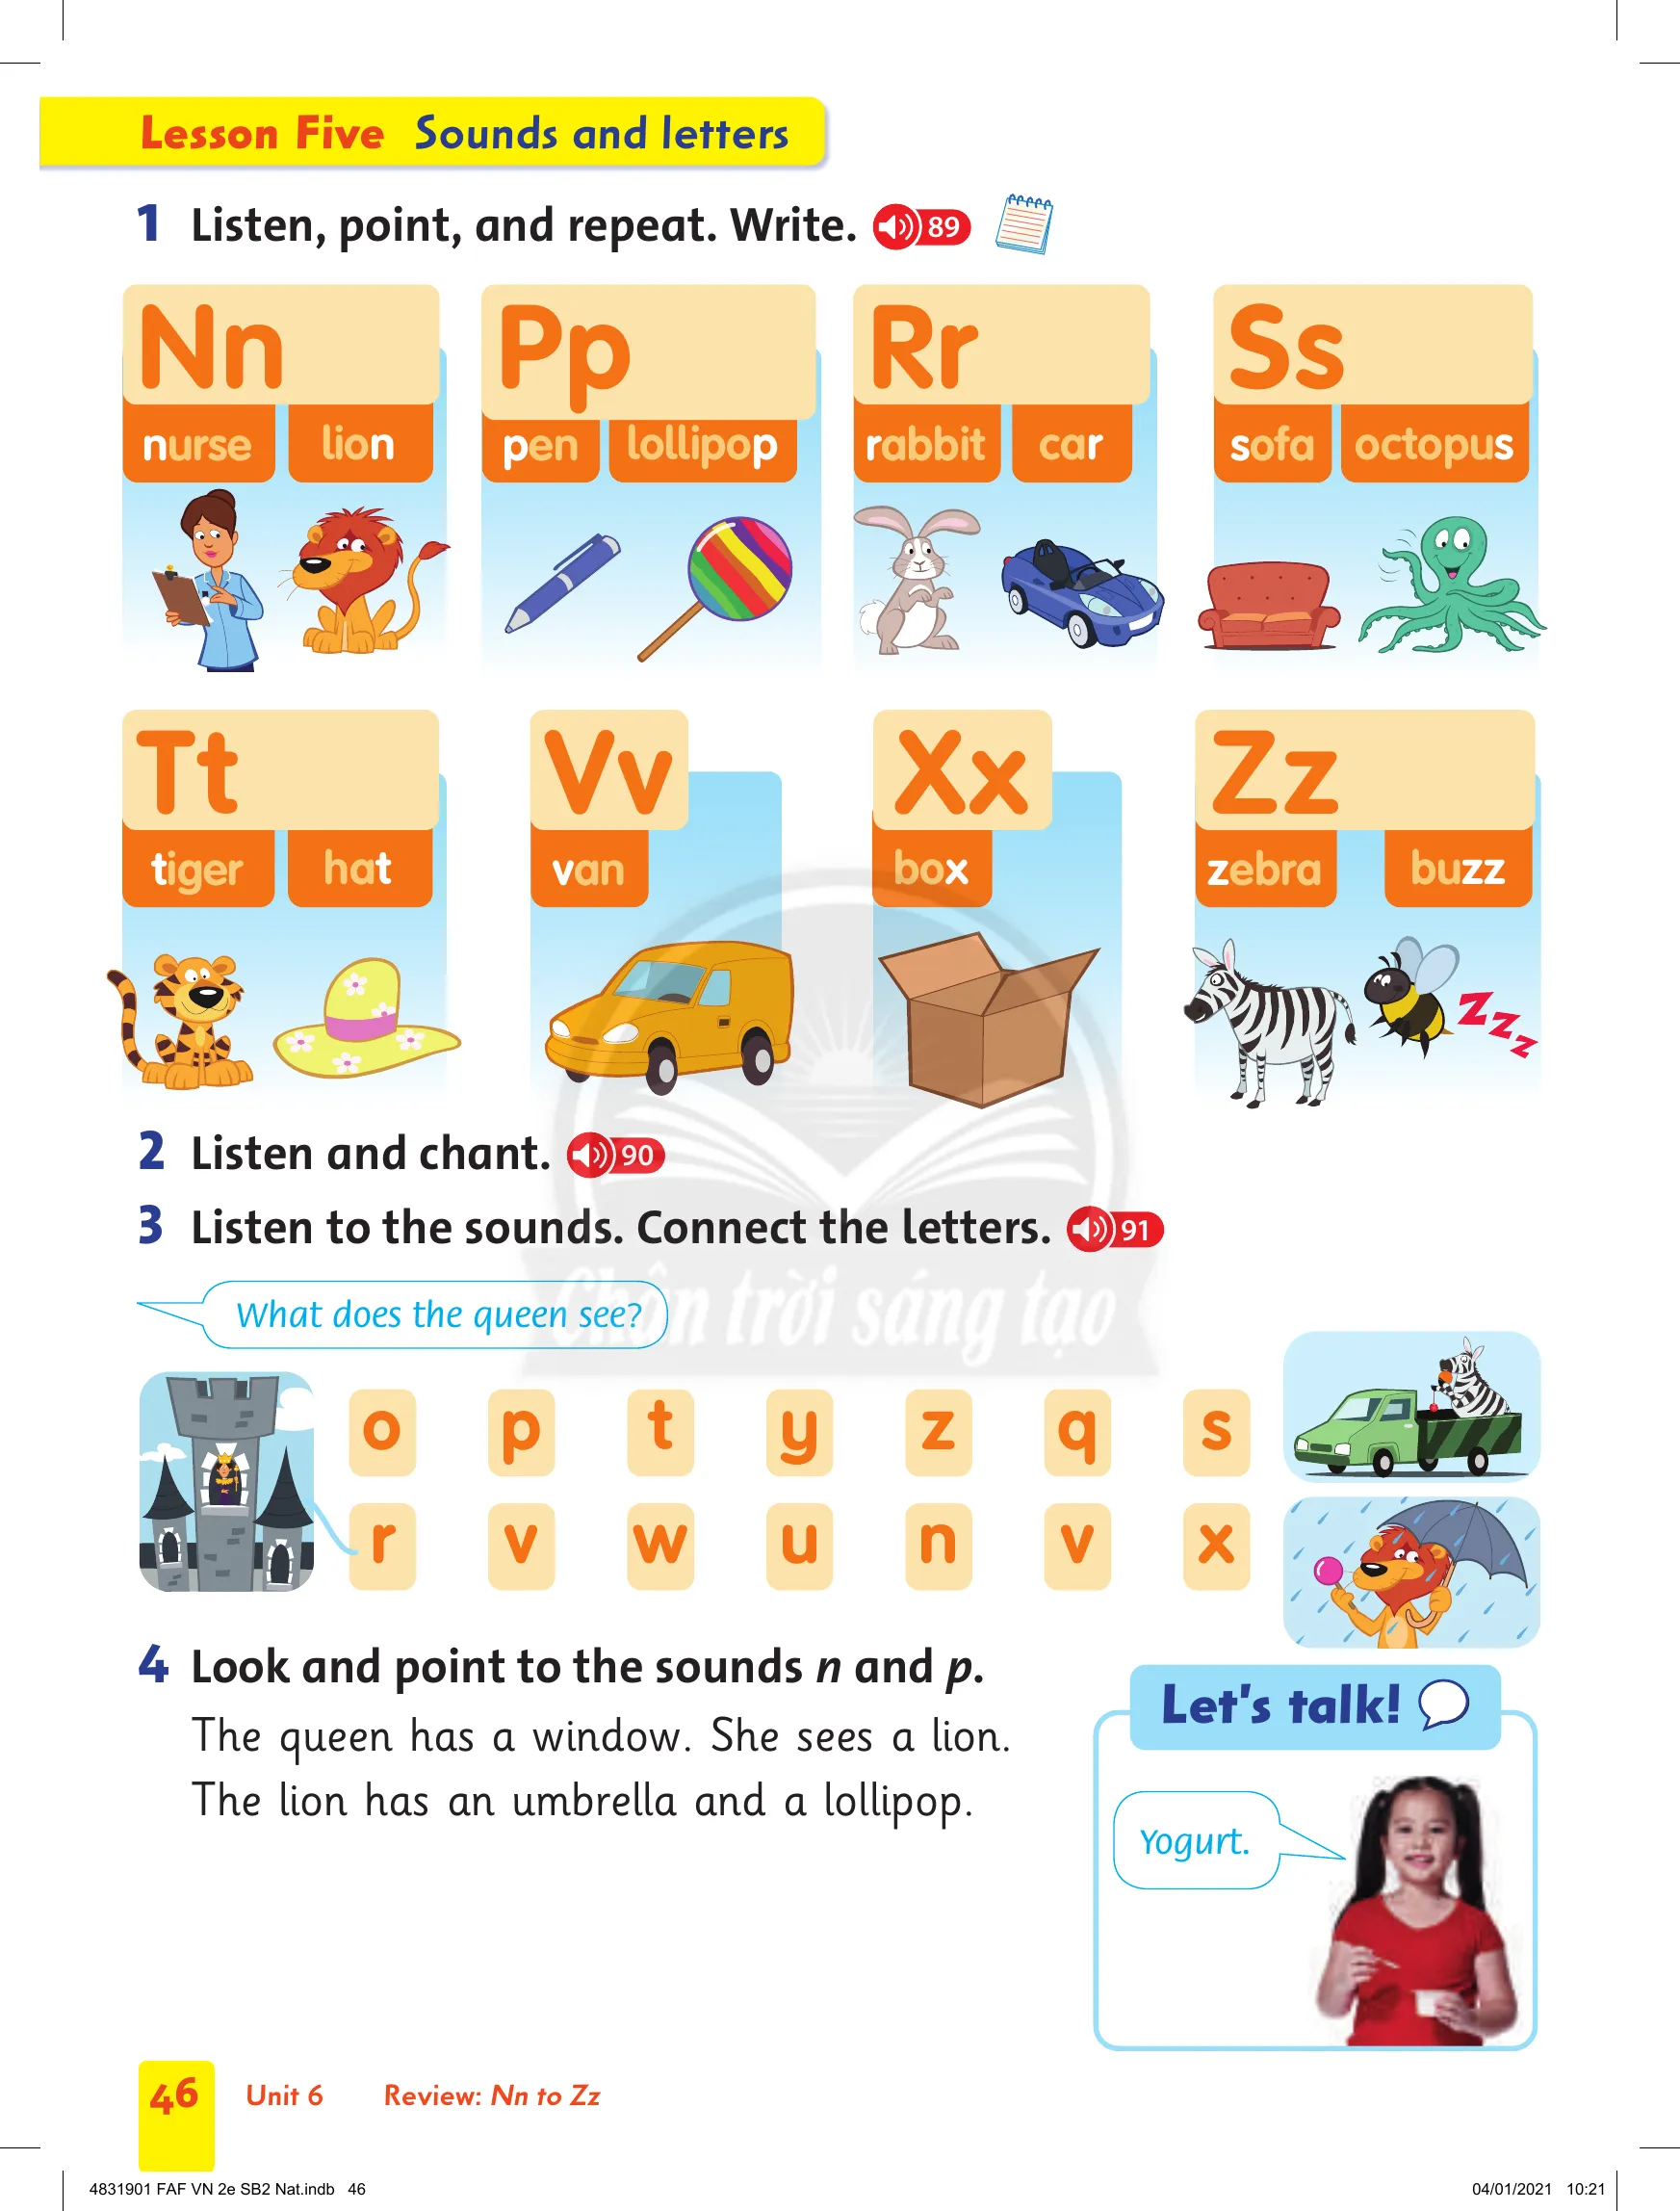 Lesson Five Sounds and letters
1 Listen, point, and repeat. Write. 89
Nn Pp Rr Ss
nurse lion pen lollipop rabbit car sofa octopus
Tt Vv Xx Zz
tiger hat van box zebra buzz
Z z z
2 Listen and chant. 90
3 Listen to the sounds. Connect the letters. 91
Chân trời sáng tạo
What does the queen see?
o p t y z q s
r v w u n v x
4 Look and point to the sounds n and p.
The queen has a window. She sees a lion.
The lion has an umbrella and a lollipop.
Let's talk!
Yogurt.
46 Unit 6 Review: Nn to Zz
4831901 FAF VN 2e SB2 Nat.indb 46 04/01/2021 10:21